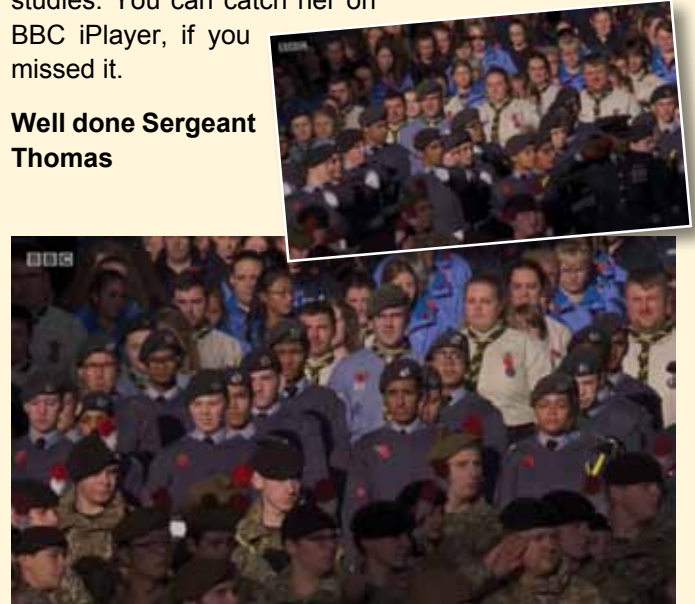 studies. You can catch her on
BBC iPlayer, if you
missed it.
Well done Sergeant
Thomas
BBC
BBC